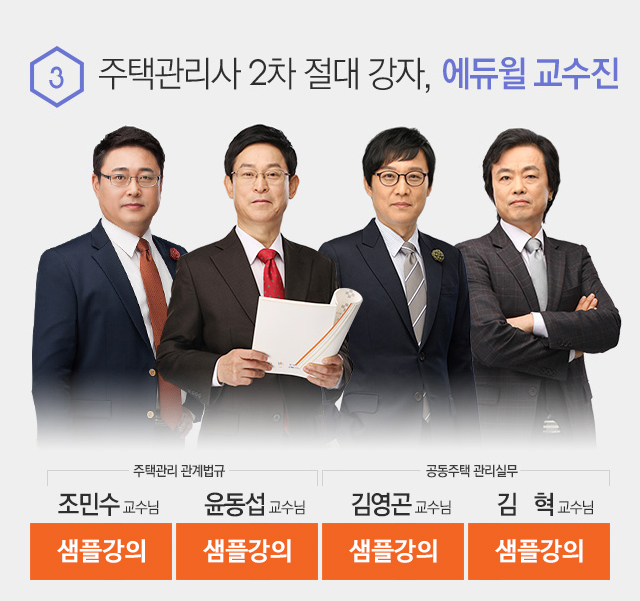 3 주택관리사 2차 절대 강자, 에듀윌 교수진
주택관리 관계법규 공동주택 관리실무
조민수 교수님 윤동섭 교수님 김영곤 교수님 김 혁 교수님
샘플강의 샘플강의 샘플강의 샘플강의